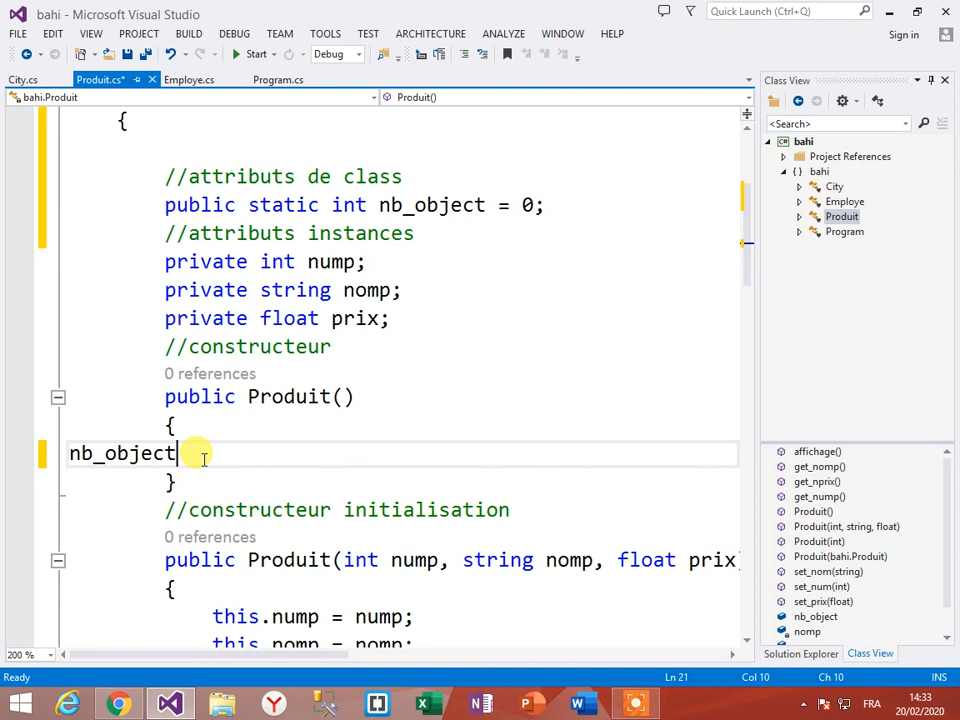 bahi - Microsoft Visual Studio
Quick Launch (Ctrl+Q)
FILE EDIT VIEW PROJECT BUILD DEBUG TEAM TOOLS TEST ARCHITECTURE ANALYZE WINDOW HELP
Sign in
Start Debug
City.cs Produit.cs* Employe.cs Program.cs
bahi.Produit Produit()
{
//attributs de class
public static int nb_object = 0;
//attributs instances
private int nump;
private string nomp;
private float prix;
//constructeur
0 references
public Produit()
{
nb_object
}
//constructeur initialisation
0 references
public Produit(int nump, string nomp, float prix)
{
this.nump = nump;
this.nomp = nomp;
200 %
Class View
<Search>
bahi
Project References
bahi
City
Employe
Produit
Program
affichage()
get_nomp()
get_nprix()
get_nump()
Produit()
Produit(int, string, float)
Produit(int)
Produit(bahi.Produit)
set_nom(string)
set_num(int)
set_prix(float)
nb_object
nomp
Solution Explorer Class View
Ready Ln 21 Col 10 Ch 10 INS
FR
14:33
20/02/2020